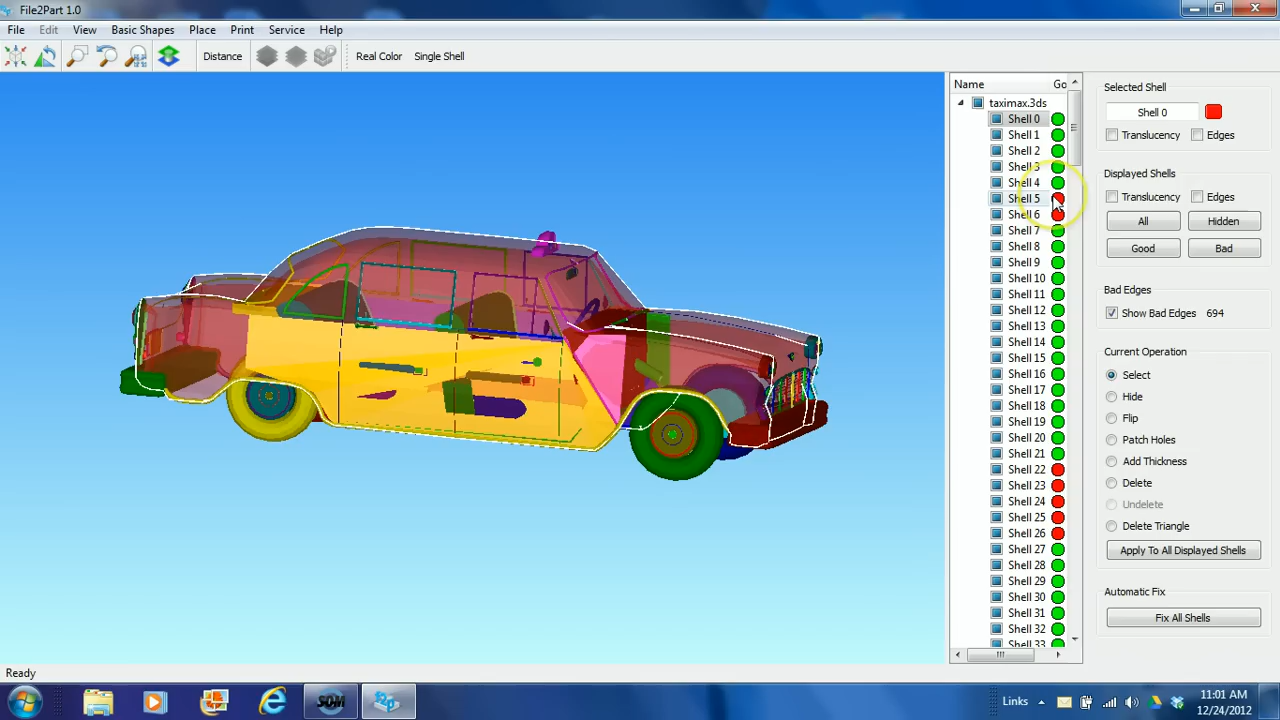 File2Part 1.0
File Edit View Basic Shapes Place Print Service Help
Distance Real Color Single Shell
Name Go
taximax.3ds
Shell 0
Shell 1
Shell 2
Shell 3
Shell 4
Shell 5
Shell 6
Shell 7
Shell 8
Shell 9
Shell 10
Shell 11
Shell 12
Shell 13
Shell 14
Shell 15
Shell 16
Shell 17
Shell 18
Shell 19
Shell 20
Shell 21
Shell 22
Shell 23
Shell 24
Shell 25
Shell 26
Shell 27
Shell 28
Shell 29
Shell 30
Shell 31
Shell 32
Shell 33
Selected Shell
Shell 0
Translucency Edges
Displayed Shells
Translucency Edges
All Hidden
Good Bad
Bad Edges
Show Bad Edges 694
Current Operation
Select
Hide
Flip
Patch Holes
Add Thickness
Delete
Undelete
Delete Triangle
Apply To All Displayed Shells
Automatic Fix
Fix All Shells
Ready
SDM
Links
11:01 AM
12/24/2012